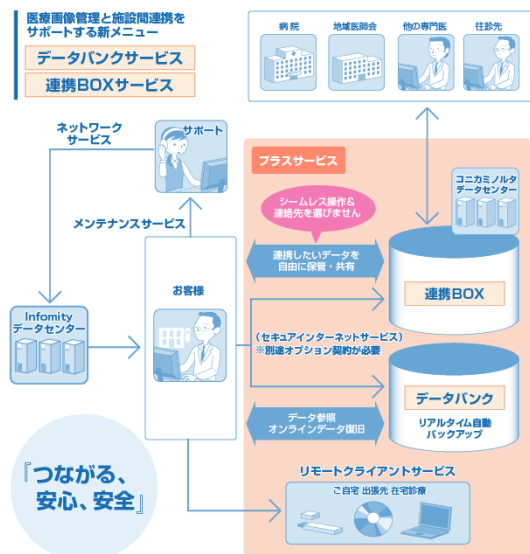 医療画像管理と施設間連携を
サポートする新メニュー
データバンクサービス
連携BOXサービス
病院
地域医師会
他の専門医
往診先
ネットワーク
サービス
サポート
プラスサービス
コニカミノルタ
データセンター
シームレス操作&
連絡先を選びません
メンテナンスサービス
連携したいデータを
自由に保管・共有
お客様
連携BOX
Infomity
データセンター
(セキュアインターネットサービス)
※別途オプション契約が必要
データバンク
リアルタイム自動
バックアップ
データ参照
オンラインデータ復旧
『つながる、
安心、安全』
リモートクライアントサービス
ご自宅 出張先 在宅診療